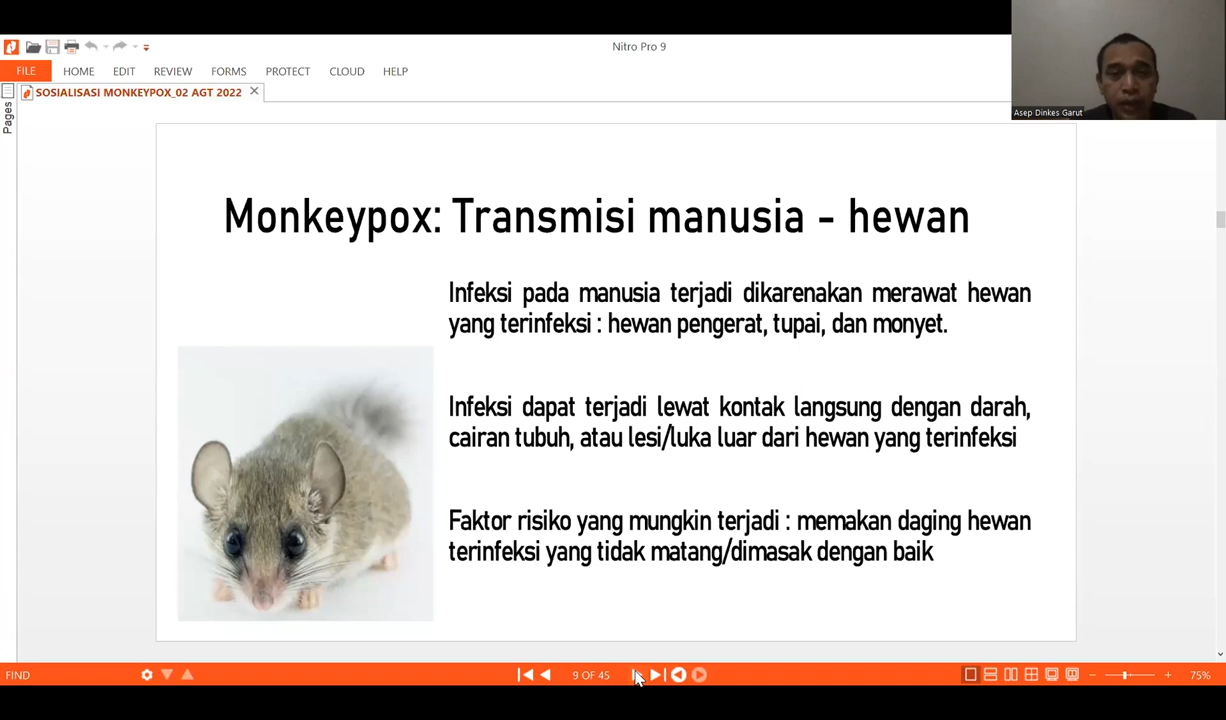 Nitro Pro 9
FILE HOME EDIT REVIEW FORMS PROTECT CLOUD HELP
SOSIALISASI MONKEYPOX_02 AGT 2022
Asep Dinkes Garut
Pages
Monkeypox: Transmisi manusia - hewan
Infeksi pada manusia terjadi dikarenakan merawat hewan
yang terinfeksi : hewan pengerat, tupai, dan monyet.
Infeksi dapat terjadi lewat kontak langsung dengan darah,
cairan tubuh, atau lesi/luka luar dari hewan yang terinfeksi
Faktor risiko yang mungkin terjadi : memakan daging hewan
terinfeksi yang tidak matang/dimasak dengan baik
FIND
9 OF 45
75%